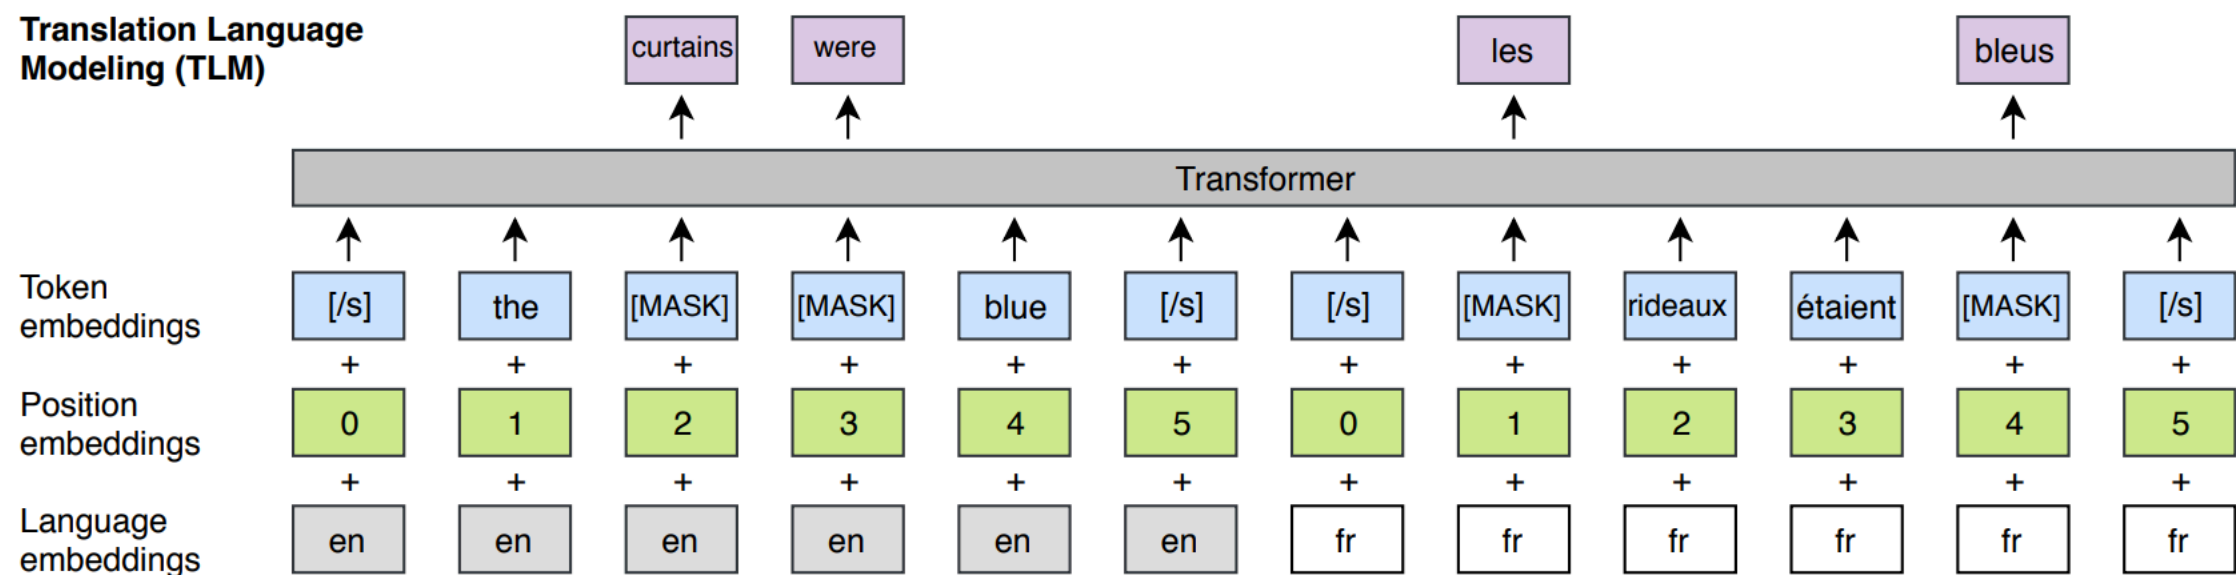 Translation Language
Modeling (TLM)
curtains were les bleus
Transformer
Token
embeddings
[/s] the [MASK] [MASK] blue [/s] [/s] [MASK] rideaux étaient [MASK] [/s]
+ + + + + + + + + + + +
Position
embeddings
0 1 2 3 4 5 0 1 2 3 4 5
+ + + + + + + + + + + +
Language
embeddings
en en en en en en fr fr fr fr fr fr